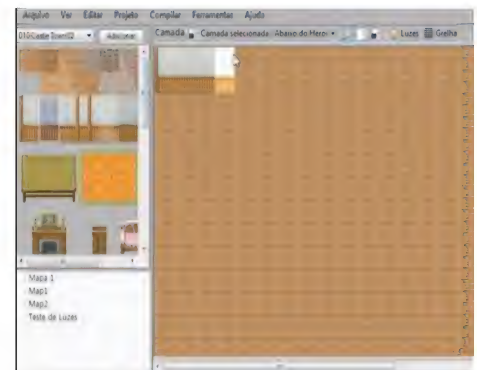 Arquivo Ver Editar Projeto Compilar Ferramentas Ajuda
Adicionar Camada Camada selecionada: Abaixo do Heroi Luzes Grelha
Mapa 1
Map1
Map2
Teste de Luzes